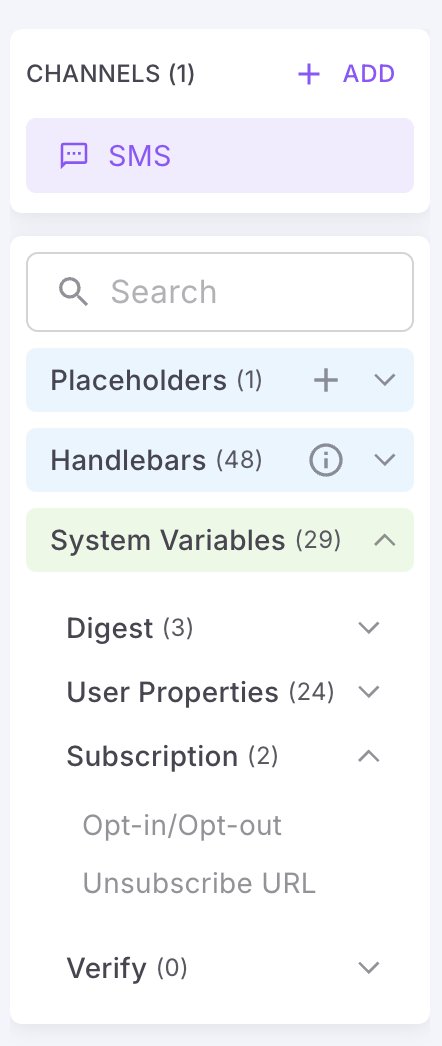 CHANNELS (1) ADD
SMS
Search
Placeholders (1)
Handlebars (48)
System Variables (29)
Digest (3)
User Properties (24)
Subscription (2)
Opt-in/Opt-out
Unsubscribe URL
Verify (0)